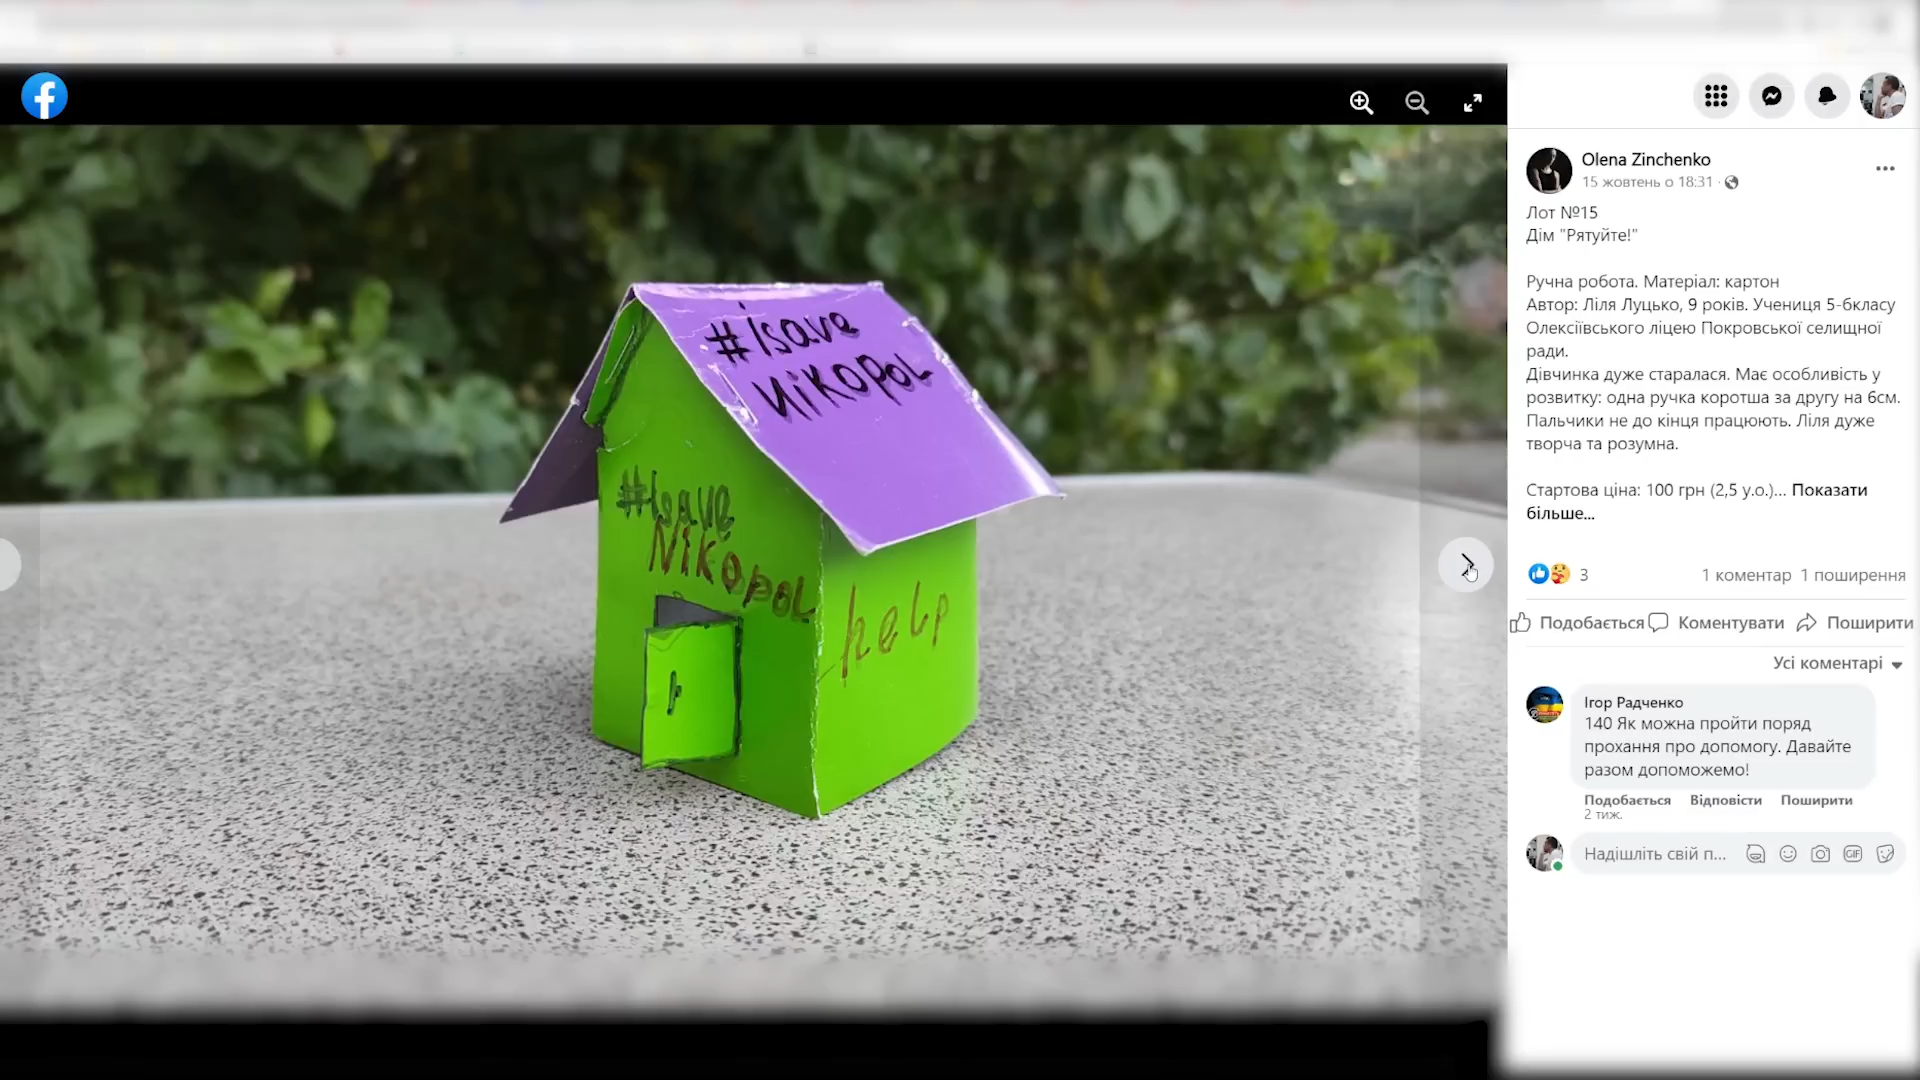 #isave
NiKOPOL
#Isave
NiKOPOL
help
Olena Zinchenko
15 жовтень о 18:31 ·
Лот №15
Дім "Рятуйте!"
Ручна робота. Матеріал: картон
Автор: Ліля Луцько, 9 років. Учениця 5-бкласу
Олексіївського ліцею Покровської селищної
ради.
Дівчинка дуже старалася. Має особливість у
розвитку: одна ручка коротша за другу на 6см.
Пальчики не до кінця працюють. Ліля дуже
творча та розумна.
Стартова ціна: 100 грн (2,5 у.о.)... Показати
більше...
3
1 коментар 1 поширення
Подобається Коментувати Поширити
Усі коментарі
Ігор Радченко
140 Як можна пройти поряд
прохання про допомогу. Давайте
разом допоможемо!
Подобається Відповісти Поширити
2 тиж.
Надішліть свій п...
GIF